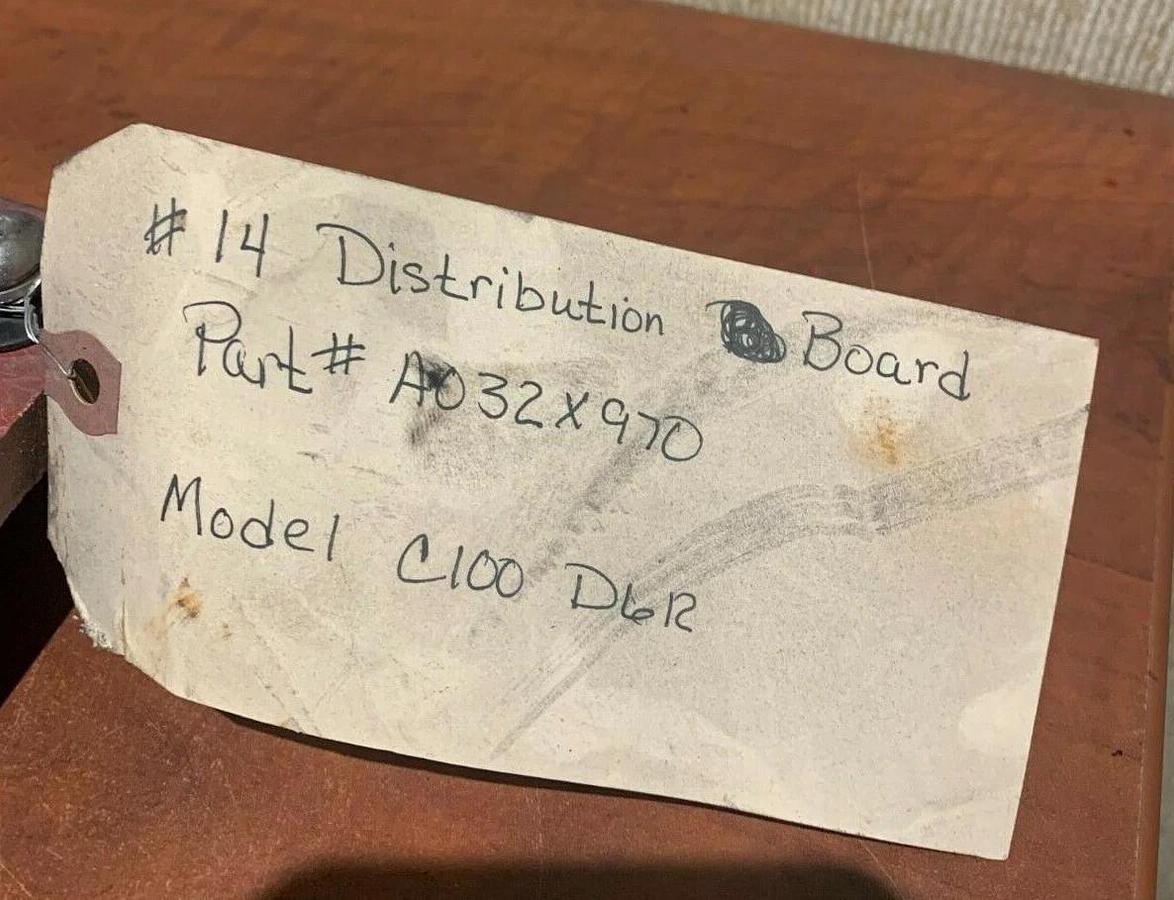 # 14 Distribution Board
Part# A032X970
Model C100 D6R